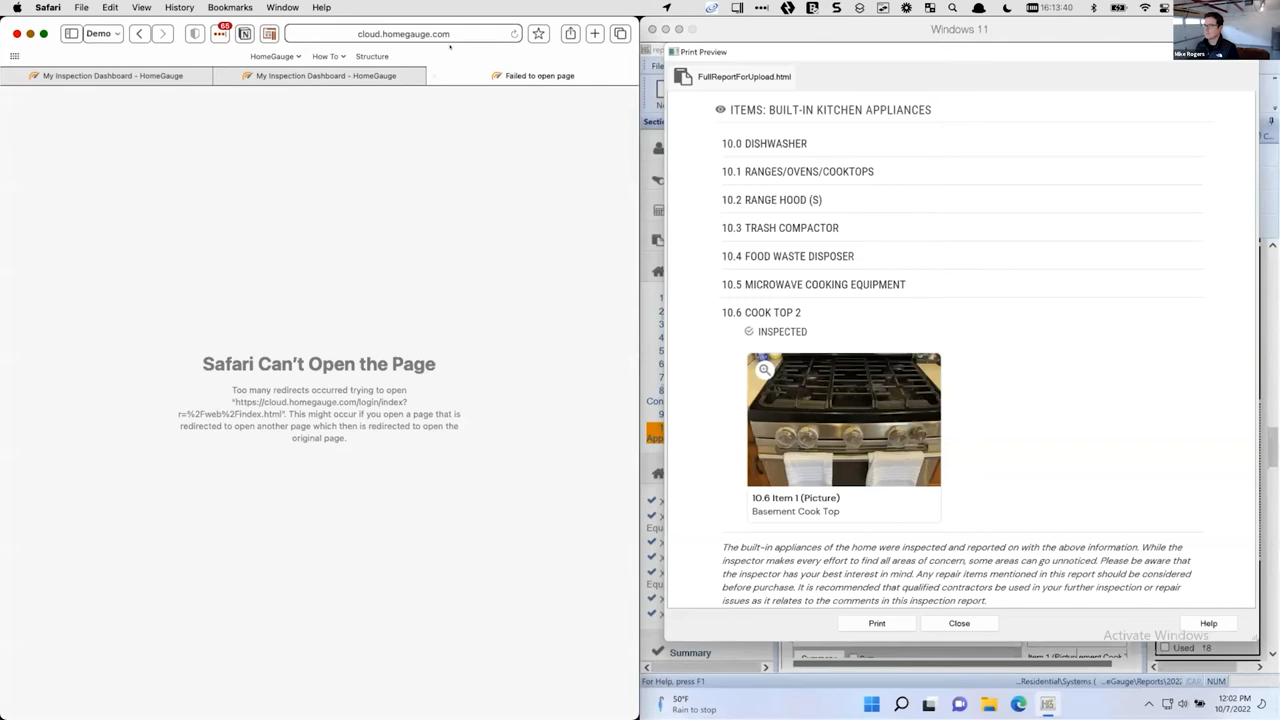 Safari File Edit View History Bookmarks Window Help
16:13:40
Mike Rogers
Demo
65
cloud.homegauge.com
HomeGauge How To Structure
My Inspection Dashboard - HomeGauge
My Inspection Dashboard - HomeGauge
Failed to open page
Safari Can't Open the Page
Too many redirects occurred trying to open
"https://cloud.homegauge.com/login/index?
r=%2Fweb%2Findex.html". This might occur if you open a page that is
redirected to open another page which then is redirected to open the
original page.
Windows 11
Print Preview
FullReportForUpload.html
ITEMS: BUILT-IN KITCHEN APPLIANCES
10.0 DISHWASHER
10.1 RANGES/OVENS/COOKTOPS
10.2 RANGE HOOD (S)
10.3 TRASH COMPACTOR
10.4 FOOD WASTE DISPOSER
10.5 MICROWAVE COOKING EQUIPMENT
10.6 COOK TOP 2
INSPECTED
10.6 Item 1 (Picture)
Basement Cook Top
The built-in appliances of the home were inspected and reported on with the above information. While the
inspector makes every effort to find all areas of concern, some areas can go unnoticed. Please be aware that
the inspector has your best interest in mind. Any repair items mentioned in this report should be considered
before purchase. It is recommended that qualified contractors be used in your further inspection or repair
issues as it relates to the comments in this inspection report.
Print Close Help
Activate Windows
Summary
Used 18
For Help, press F1
...Residential\Systems (
...eGauge\Reports\202
CAP NUM
50°F
Rain to stop
12:02 PM
10/7/2022